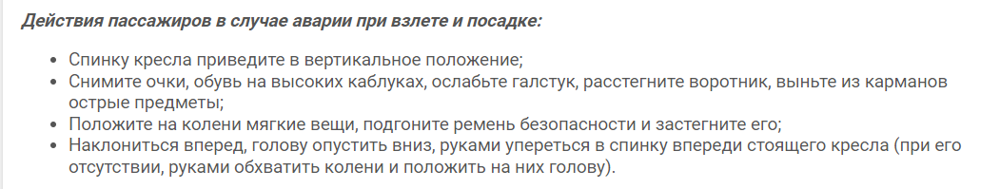 Действия пассажиров в случае аварии при взлете и посадке:
• Спинку кресла приведите в вертикальное положение;
• Снимите очки, обувь на высоких каблуках, ослабьте галстук, расстегните воротник, выньте из карманов
острые предметы;
• Положите на колени мягкие вещи, подгоните ремень безопасности и застегните его;
• Наклониться вперед, голову опустить вниз, руками упереться в спинку впереди стоящего кресла (при его
отсутствии, руками обхватить колени и положить на них голову).